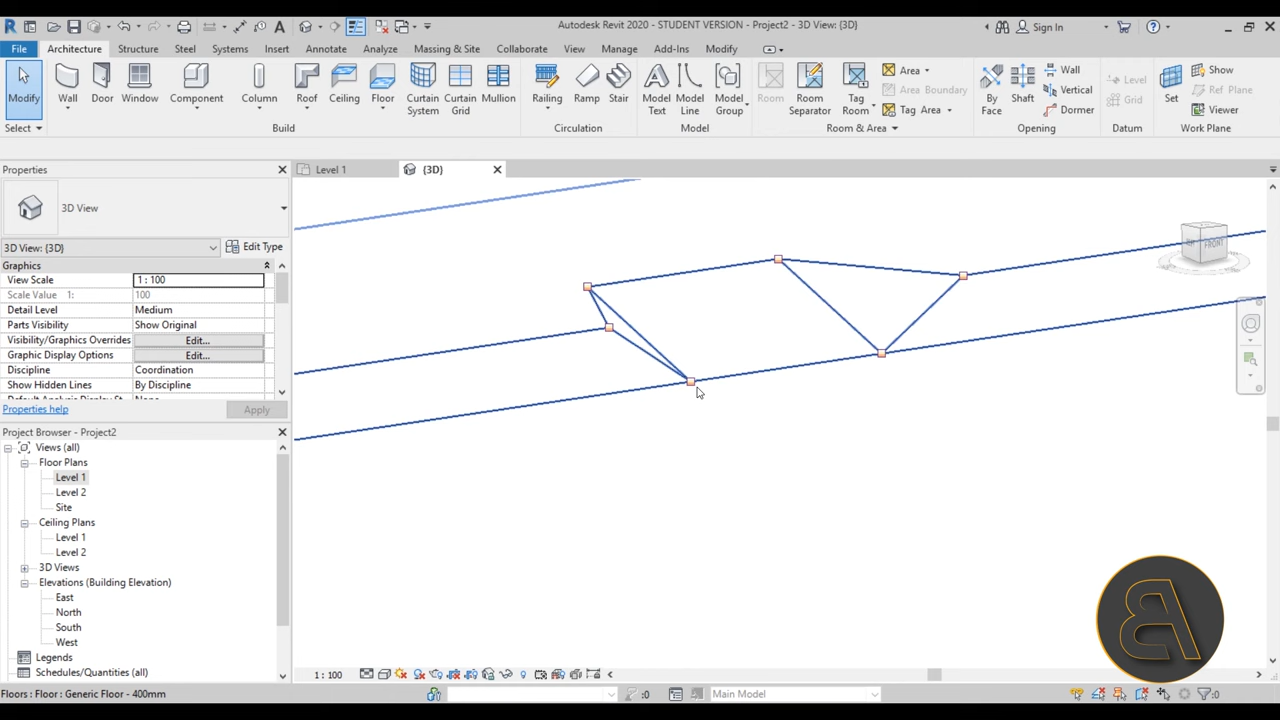 Autodesk Revit 2020 - STUDENT VERSION - Project2 - 3D View: {3D}
Sign In
File Architecture Structure Steel Systems Insert Annotate Analyze Massing & Site Collaborate View Manage Add-Ins Modify
Modify Wall Door Window Component Column Roof Ceiling Floor Curtain System Curtain Grid Mullion Railing Ramp Stair Model Text Model Line Model Group Room Room Separator Tag Room Area Area Boundary Tag Area By Face Shaft Wall Vertical Dormer Level Grid Set Show Ref Plane Viewer
Select Build Circulation Model Room & Area Opening Datum Work Plane
Properties
Level 1
{3D}
3D View
3D View: {3D}
Edit Type
Graphics
View Scale 1 : 100
Scale Value 1: 100
Detail Level Medium
Parts Visibility Show Original
Visibility/Graphics Overrides Edit...
Graphic Display Options Edit...
Discipline Coordination
Show Hidden Lines By Discipline
Properties help
Apply
Project Browser - Project2
Views (all)
Floor Plans
Level 1
Level 2
Site
Ceiling Plans
Level 1
Level 2
3D Views
Elevations (Building Elevation)
East
North
South
West
Legends
Schedules/Quantities (all)
FRONT
1 : 100
Floors : Floor : Generic Floor - 400mm
:0
Main Model
:0